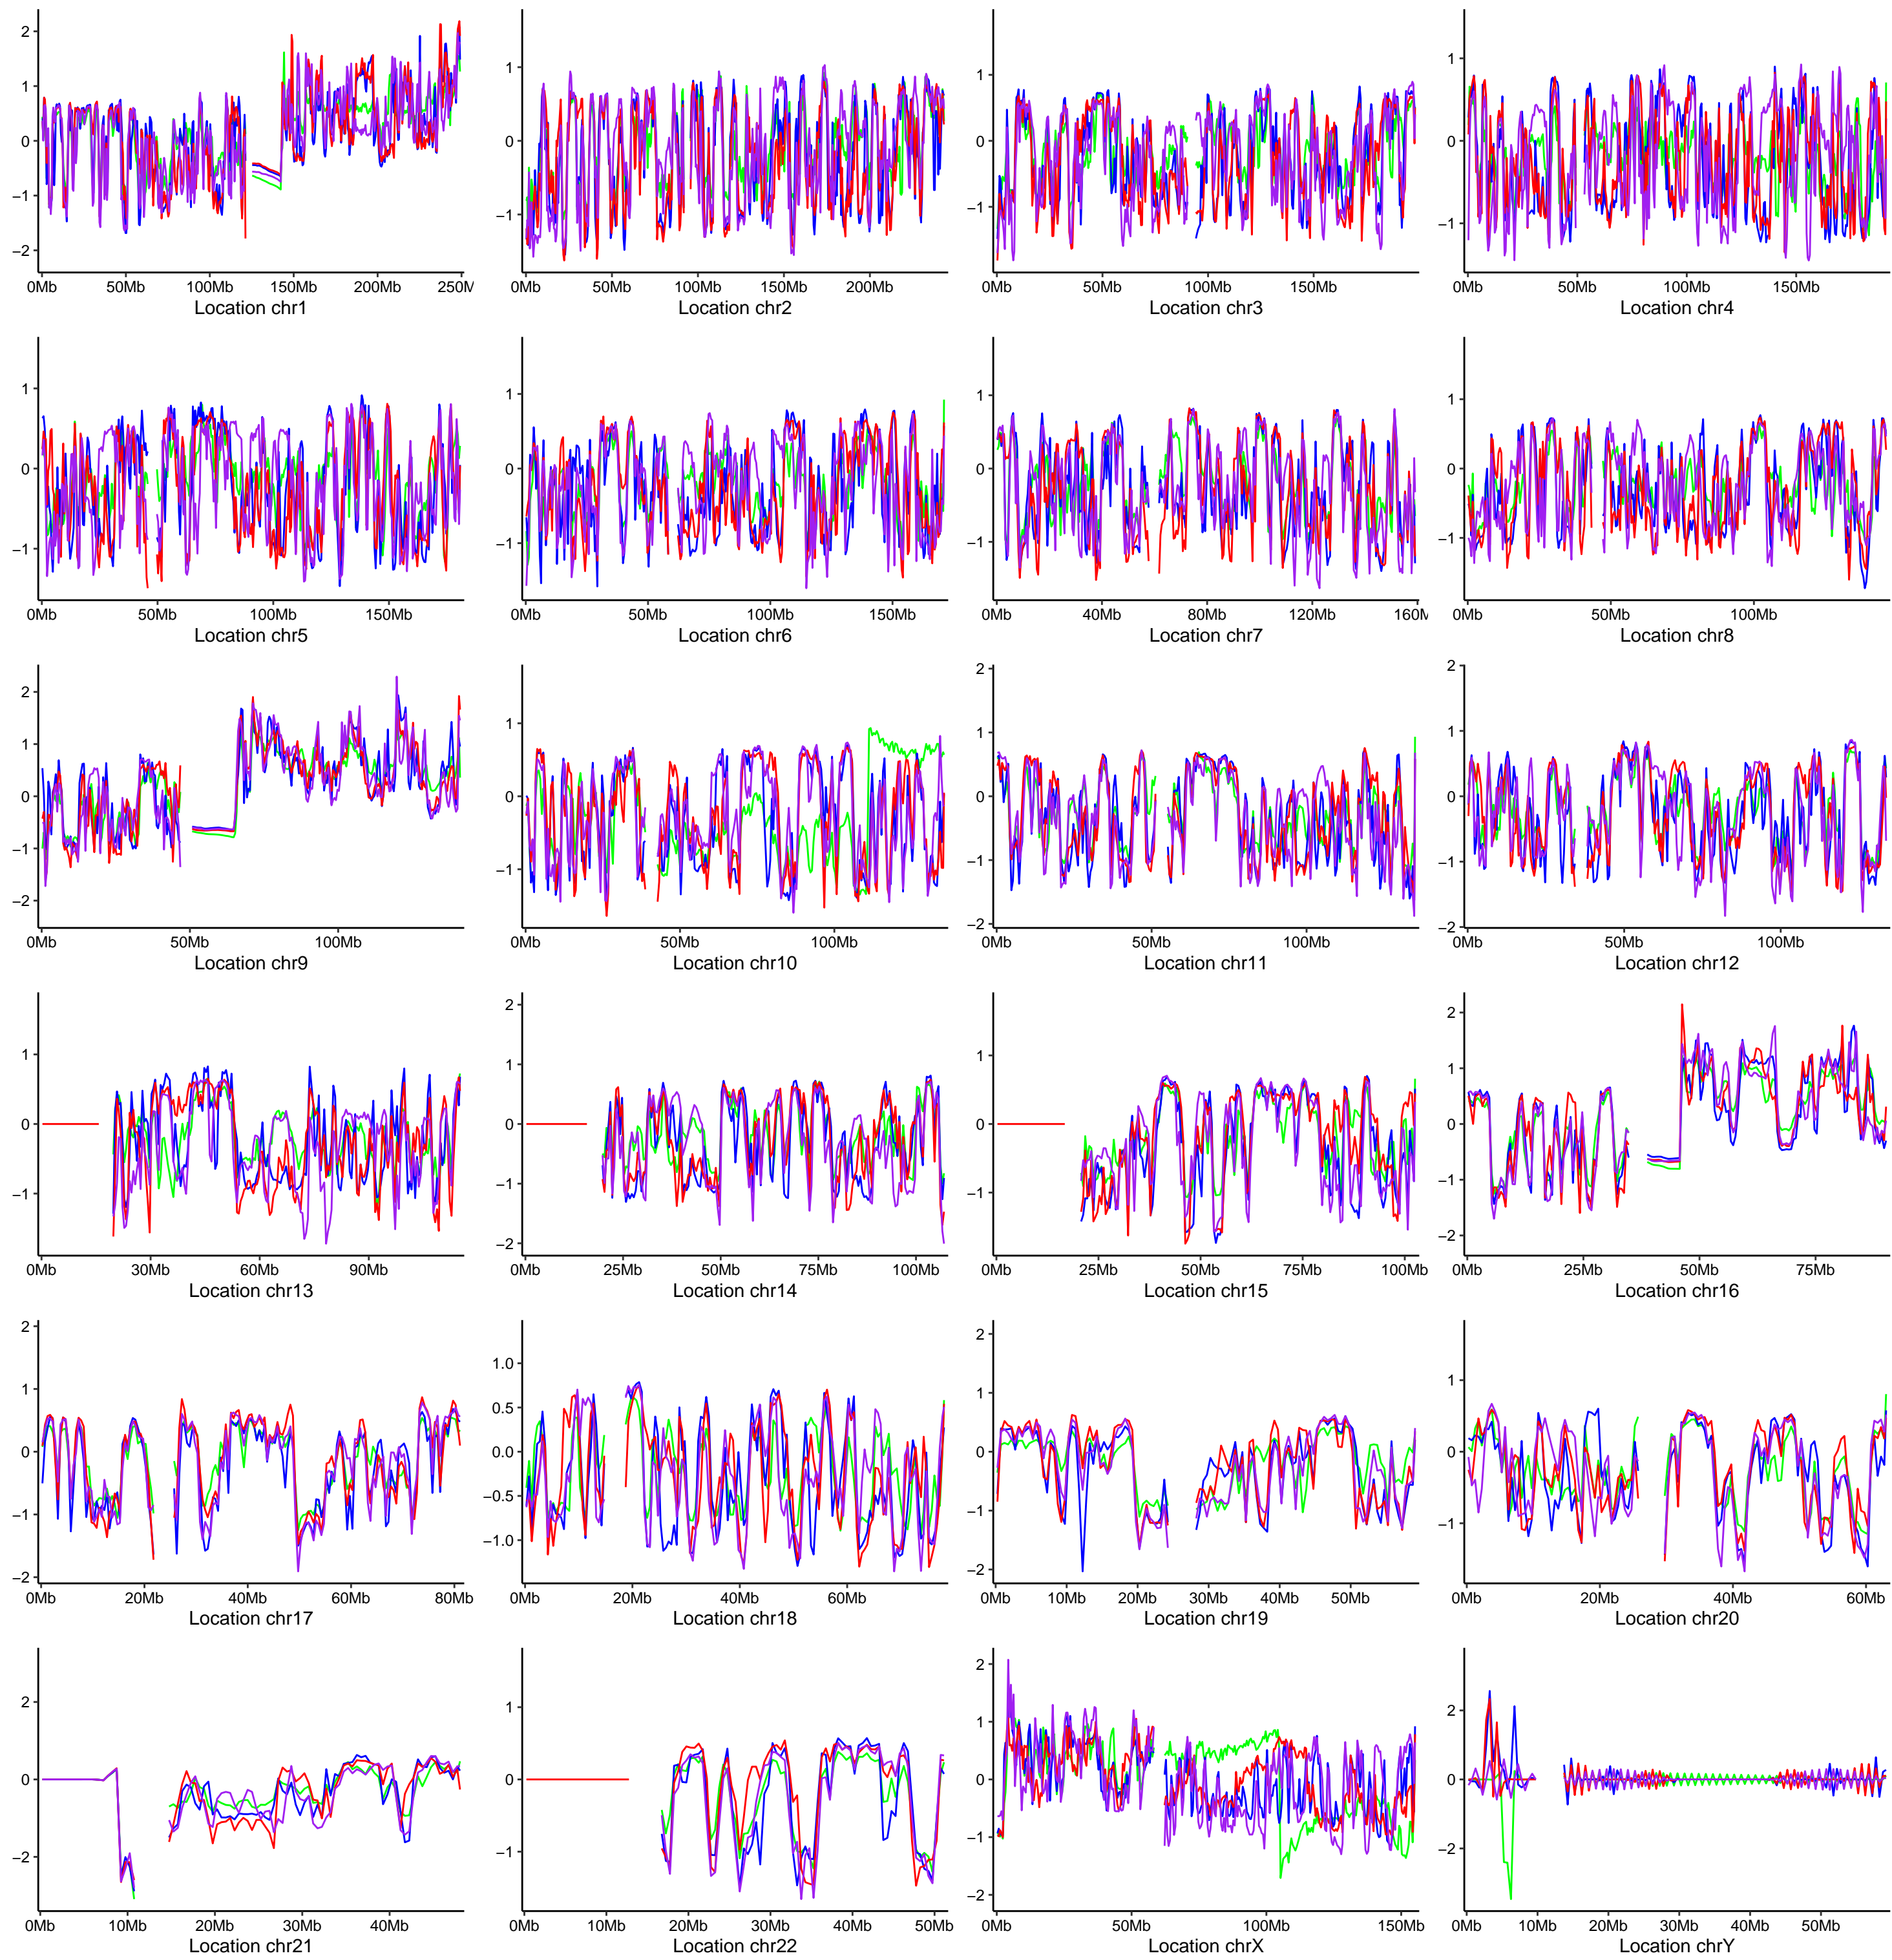 2
1
0
−1
−2
0Mb 50Mb 100Mb 150Mb 200Mb 250M
Location chr1
1
0
−1
0Mb 50Mb 100Mb 150Mb 200Mb
Location chr2
1
0
−1
0Mb 50Mb 100Mb 150Mb
Location chr3
1
0
−1
0Mb 50Mb 100Mb 150Mb
Location chr4
1
0
−1
0Mb 50Mb 100Mb 150Mb
Location chr5
1
0
−1
0Mb 50Mb 100Mb 150Mb
Location chr6
1
0
−1
0Mb 40Mb 80Mb 120Mb 160M
Location chr7
1
0
−1
0Mb 50Mb 100Mb
Location chr8
2
1
0
−1
−2
0Mb 50Mb 100Mb
Location chr9
1
0
−1
0Mb 50Mb 100Mb
Location chr10
2
1
0
−1
−2
0Mb 50Mb 100Mb
Location chr11
2
1
0
−1
−2
0Mb 50Mb 100Mb
Location chr12
1
0
−1
0Mb 30Mb 60Mb 90Mb
Location chr13
2
1
0
−1
−2
0Mb 25Mb 50Mb 75Mb 100Mb
Location chr14
1
0
−1
0Mb 25Mb 50Mb 75Mb 100Mb
Location chr15
2
1
0
−1
−2
0Mb 25Mb 50Mb 75Mb
Location chr16
2
1
0
−1
−2
0Mb 20Mb 40Mb 60Mb 80Mb
Location chr17
1.0
0.5
0.0
−0.5
−1.0
0Mb 20Mb 40Mb 60Mb
Location chr18
2
1
0
−1
−2
0Mb 10Mb 20Mb 30Mb 40Mb 50Mb
Location chr19
1
0
−1
0Mb 20Mb 40Mb 60Mb
Location chr20
2
0
−2
0Mb 10Mb 20Mb 30Mb 40Mb
Location chr21
1
0
−1
0Mb 10Mb 20Mb 30Mb 40Mb 50Mb
Location chr22
2
1
0
−1
−2
0Mb 50Mb 100Mb 150Mb
Location chrX
2
0
−2
0Mb 10Mb 20Mb 30Mb 40Mb 50Mb
Location chrY